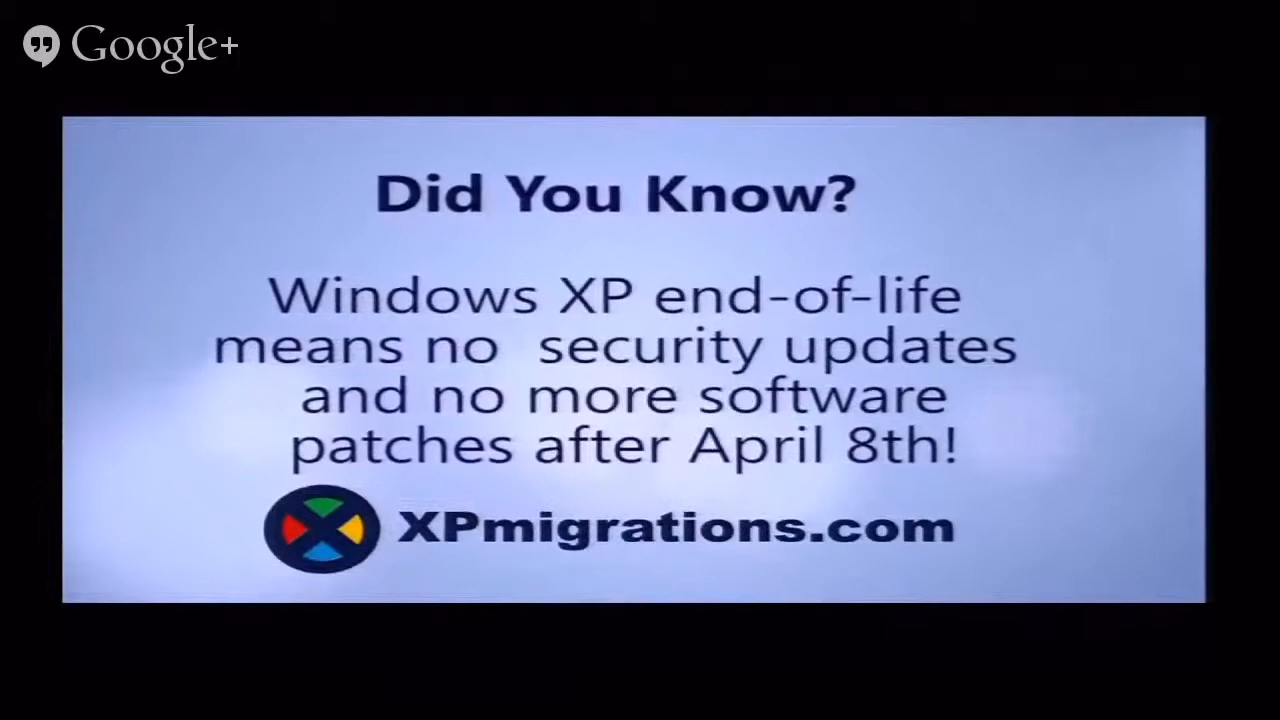 Google+
Did You Know?
Windows XP end-of-life
means no security updates
and no more software
patches after April 8th!
XPmigrations.com